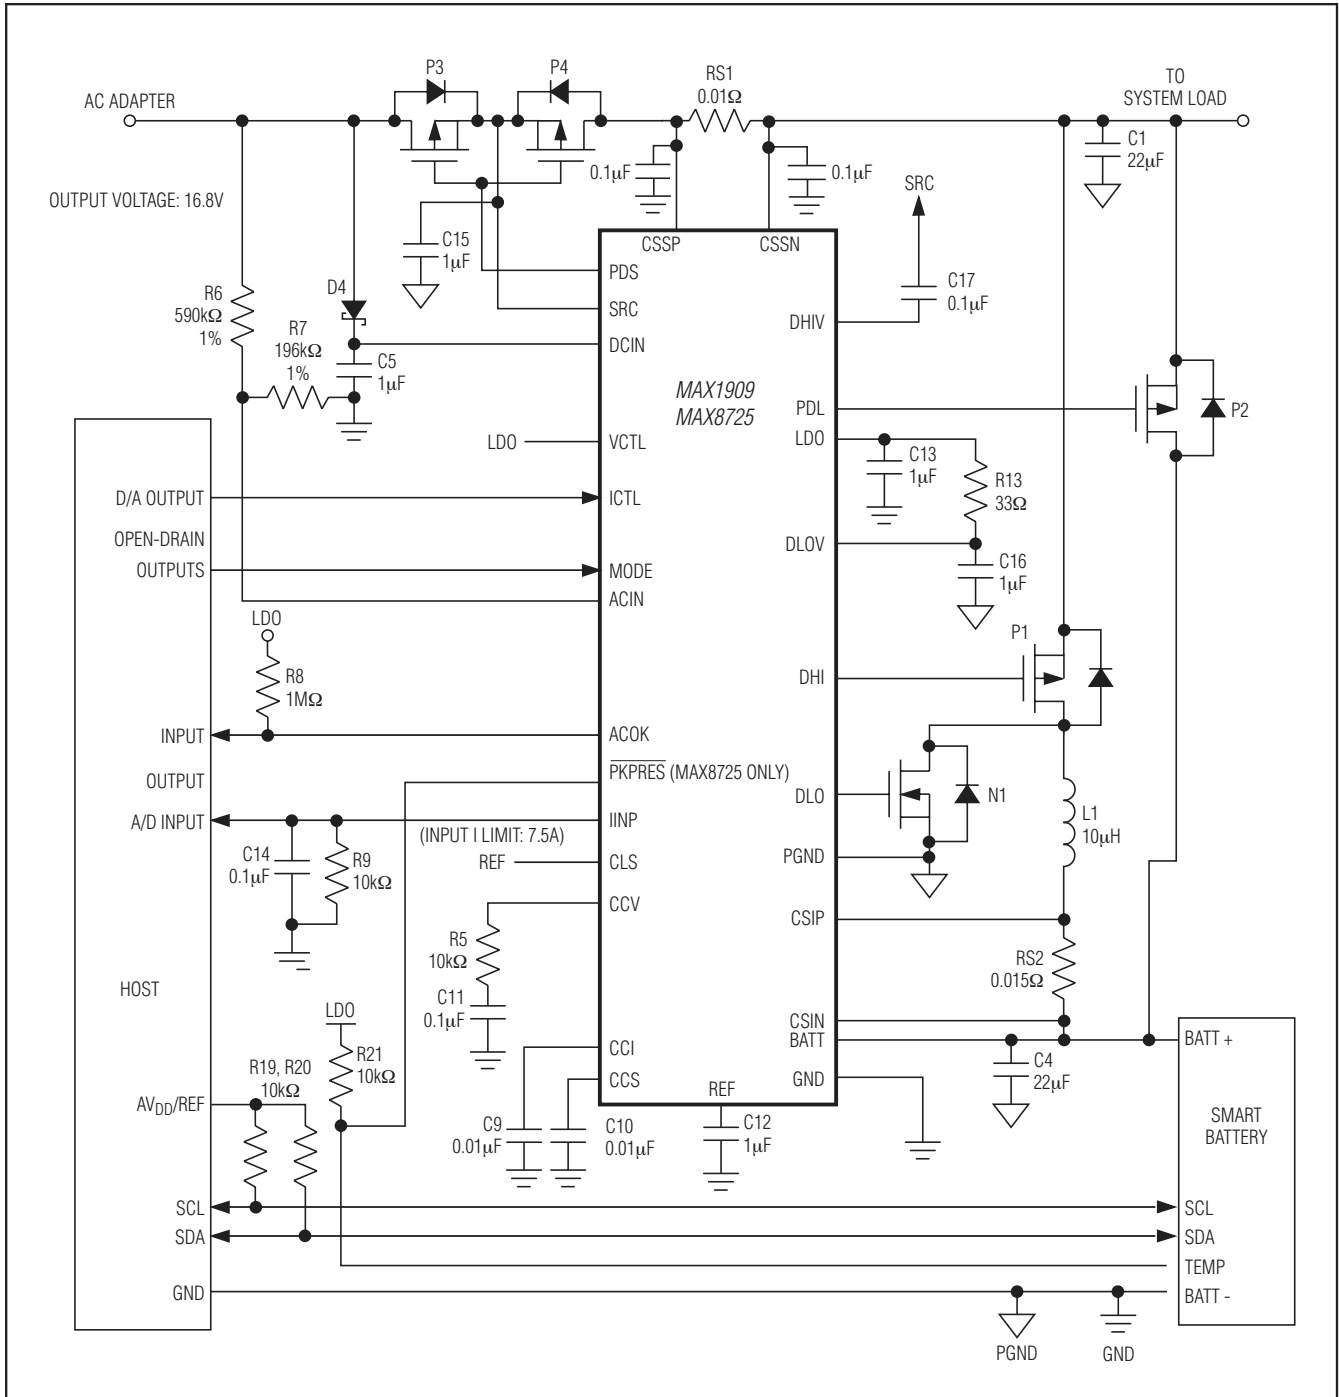 P3
P4
RS1
0.01Ω
TO
SYSTEM LOAD
AC ADAPTER
C1
22µF
0.1µF
0.1µF
SRC
OUTPUT VOLTAGE: 16.8V
CSSP
CSSN
C15
1µF
PDS
C17
0.1µF
D4
R6
590kΩ
1%
SRC
DHIV
R7
196kΩ
1%
DCIN
C5
1µF
MAX1909
MAX8725
PDL
P2
LDO
VCTL
LDO
C13
1µF
R13
33Ω
D/A OUTPUT
ICTL
OPEN-DRAIN
OUTPUTS
DLOV
MODE
C16
1µF
ACIN
LDO
P1
R8
1MΩ
DHI
INPUT
ACOK
OUTPUT
PKPRES (MAX8725 ONLY)
DLO
N1
A/D INPUT
IINP
L1
10µH
(INPUT I LIMIT: 7.5A)
C14
0.1µF
R9
10kΩ
REF
CLS
PGND
CCV
CSIP
R5
10kΩ
RS2
0.015Ω
HOST
C11
0.1µF
LDO
CSIN
BATT
BATT +
R21
10kΩ
CCI
C4
22µF
R19, R20
10kΩ
CCS
REF
GND
AVDD/REF
C9
0.01µF
C10
0.01µF
C12
1µF
SMART
BATTERY
SCL
SCL
SDA
SDA
TEMP
GND
BATT -
PGND
GND